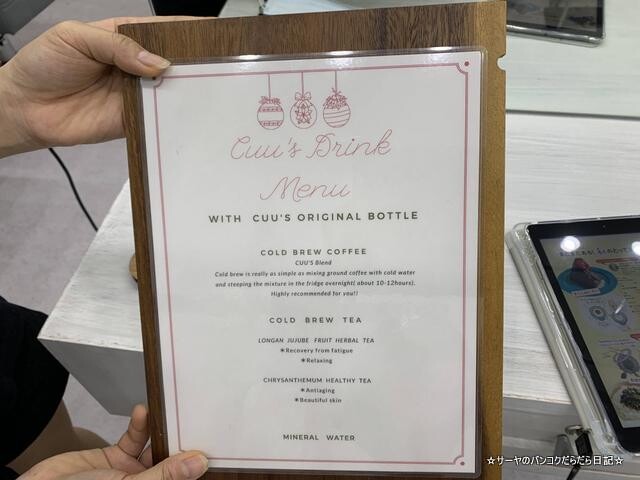 Cuu's Drink
Menu
WITH CUU'S ORIGINAL BOTTLE
COLD BREW COFFEE
CUU'S Blend
Cold brew is really as simple as mixing ground coffee with cold water
and steeping the mixture in the fridge overnight( about 10-12hours).
Highly recommended for you!!
COLD BREW TEA
LONGAN JUJUBE FRUIT HERBAL TEA
＊Recovery from fatigue
＊Relaxing
CHRYSANTHEMUM HEALTHY TEA
＊Antiaging
＊Beautiful skin
MINERAL WATER
☆サーヤのバンコクだらだら日記☆